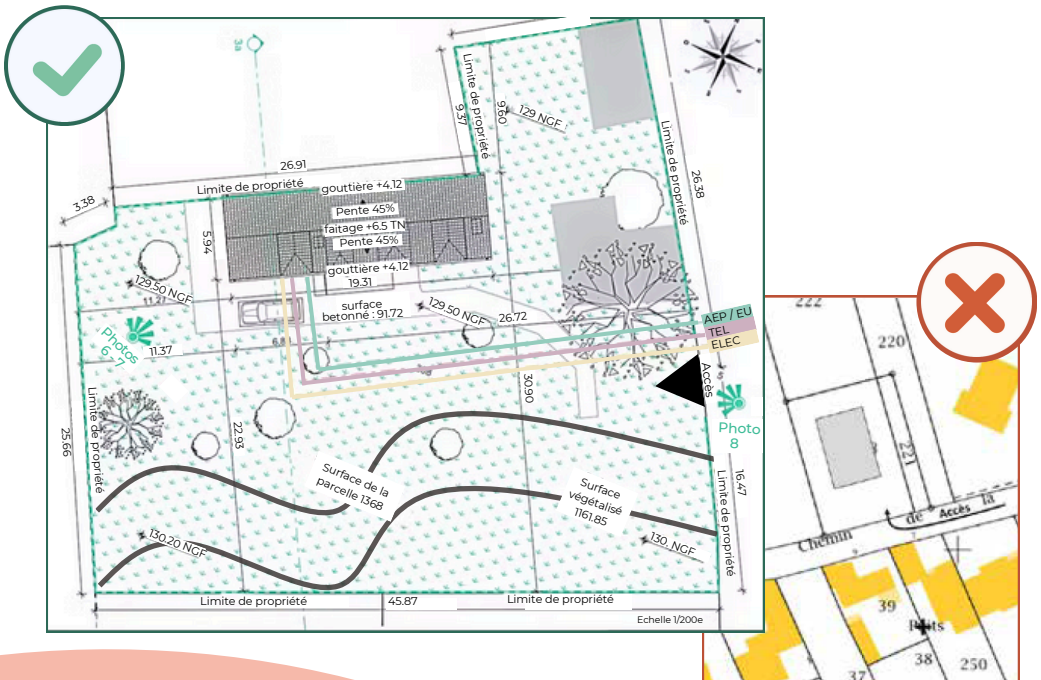 3a
Limite de propriété
9.37
9.60
129 NGF :
Limite de propriété
26.38
26.91
Limite de propriété
3.38
gouttière +4.12
Pente 45%
faitage +6.5 TN
Pente 45%
gouttière +4.12
19.31
5.94
129.50 NGF
11.27
surface
betonné : 91.72
129.50 NGF
26.72
AEP / EU
TEL
ELEC
Photos
6 - 7
11.37
Accès
Photo
8
30.90
22.93
25.66
Limite de propriété
Surface de la
parcelle 1368
Surface
végétalisé
1161.85
16.47
Limite de propriété
130.20 NGF
130. NGF
Limite de propriété
45.87
Limite de propriété
Echelle 1/200e
222
220
221
Chemin
de
Accès
la
39
Puits
38
37
250